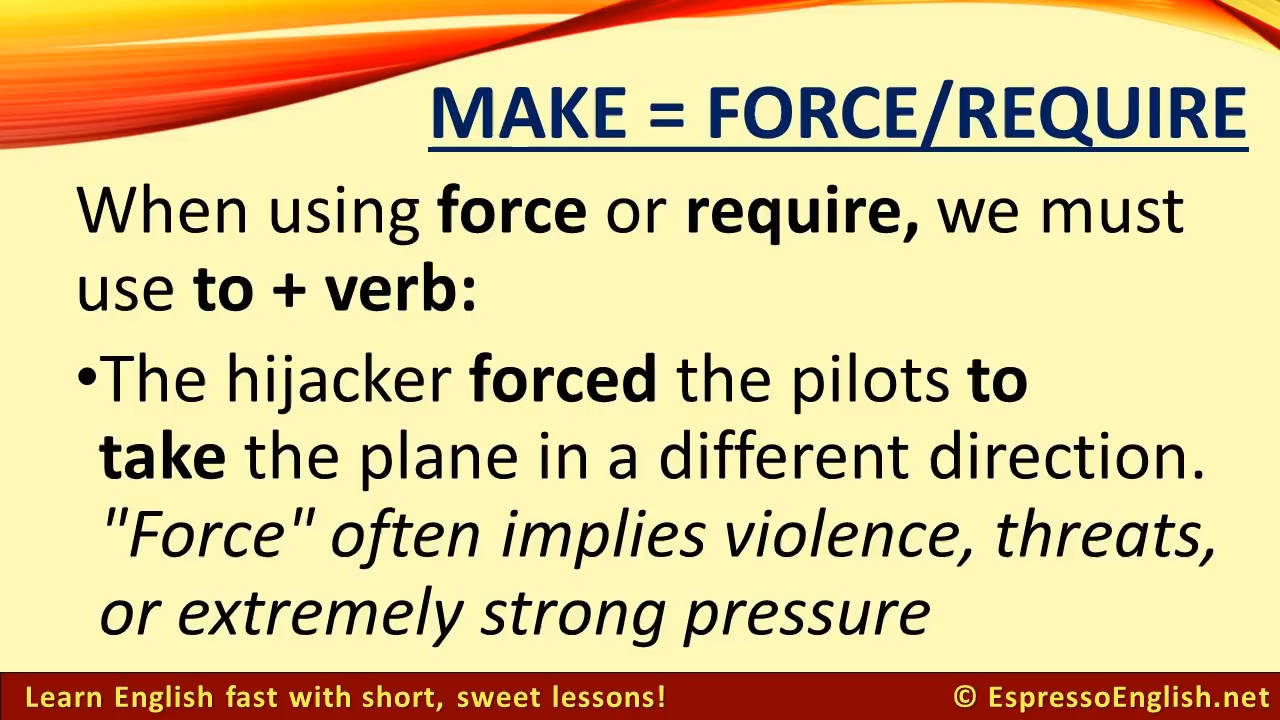 MAKE = FORCE/REQUIRE
When using force or require, we must
use to + verb:
•The hijacker forced the pilots to
take the plane in a different direction.
"Force" often implies violence, threats,
or extremely strong pressure
Learn English fast with short, sweet lessons!
© EspressoEnglish.net